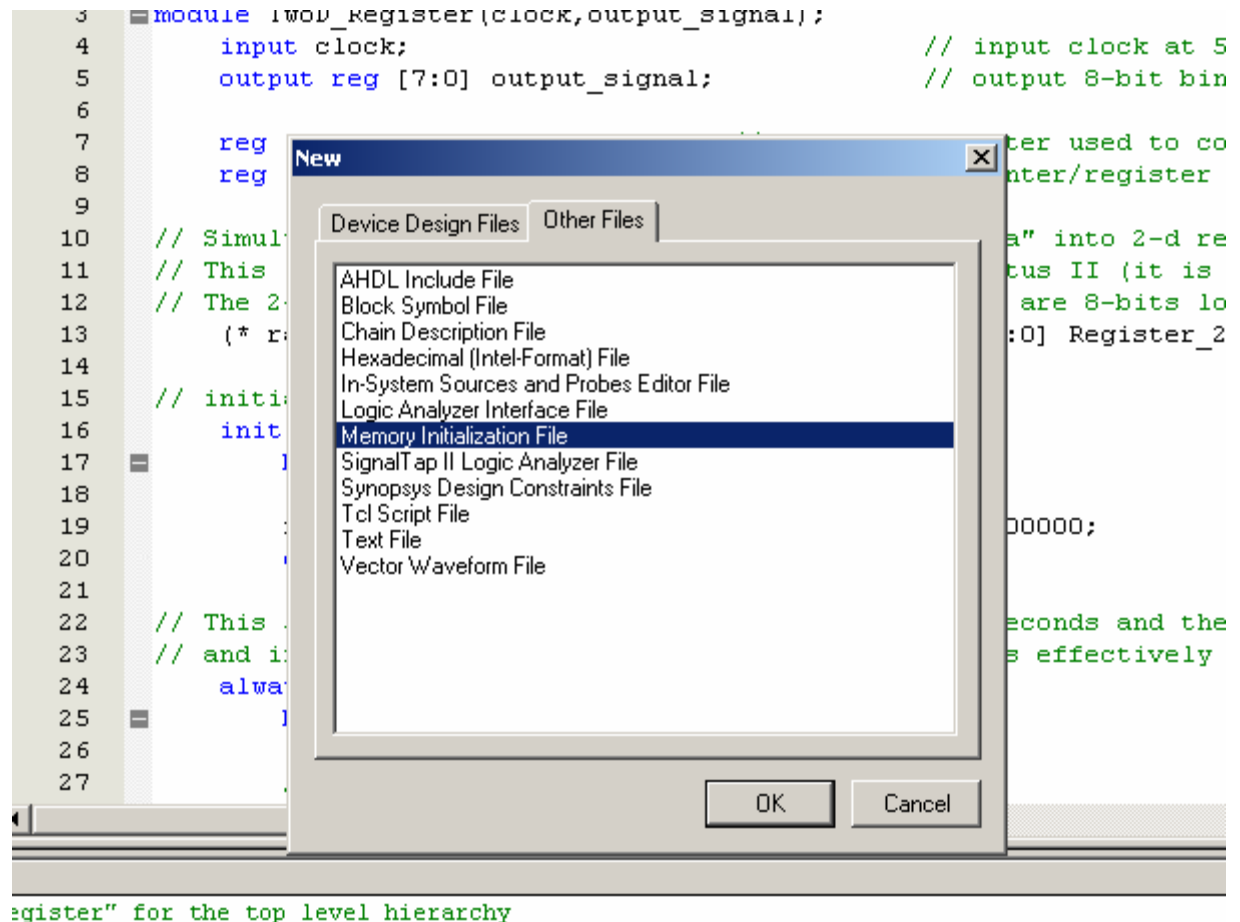 3 module TwoD_Register(clock,output_signal);
4 input clock; // input clock at 5
5 output reg [7:0] output_signal; // output 8-bit bin
6
7 reg ter used to co
8 reg nter/register
9
10 // Simul a" into 2-d re
11 // This tus II (it is
12 // The 2- are 8-bits lo
13 (* r :0] Register_2
14
15 // initi
16 init
17
18
19 00000;
20
21
22 // This econds and the
23 // and i s effectively
24 alwa
25
26
27
New
Device Design Files Other Files
AHDL Include File
Block Symbol File
Chain Description File
Hexadecimal (Intel-Format) File
In-System Sources and Probes Editor File
Logic Analyzer Interface File
Memory Initialization File
SignalTap II Logic Analyzer File
Synopsys Design Constraints File
Tcl Script File
Text File
Vector Waveform File
OK Cancel
egister" for the top level hierarchy